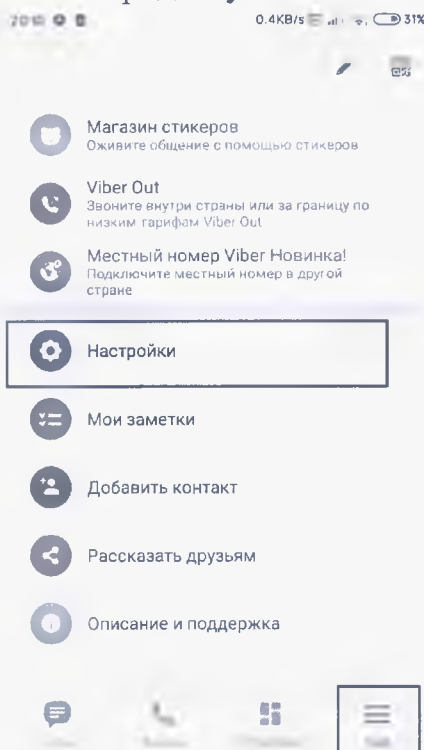 0.4KB/s 31%
Магазин стикеров
Оживите общение с помощью стикеров
Viber Out
Звоните внутри страны или за границу по
низким тарифам Viber Out
Местный номер Viber Новинка!
Подключите местный номер в другой
стране
Настройки
Мои заметки
Добавить контакт
Рассказать друзьям
Описание и поддержка